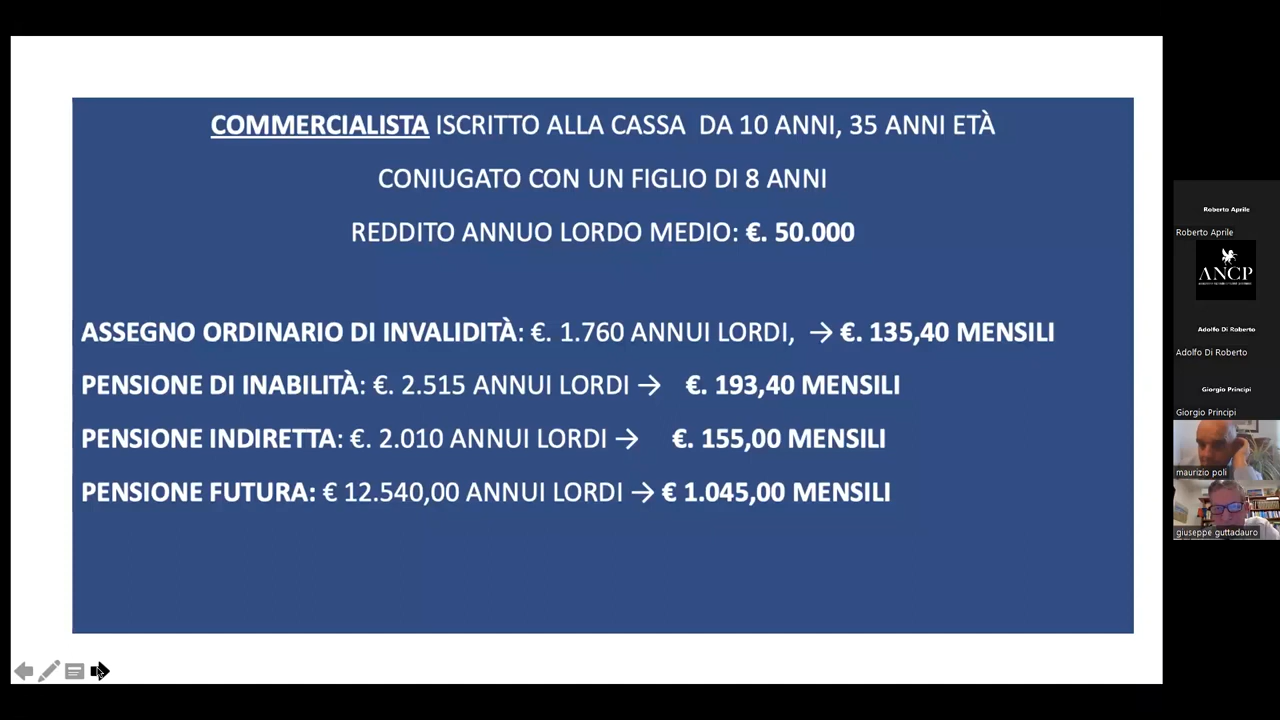 COMMERCIALISTA ISCRITTO ALLA CASSA DA 10 ANNI, 35 ANNI ETÀ
CONIUGATO CON UN FIGLIO DI 8 ANNI
REDDITO ANNUO LORDO MEDIO: €. 50.000
ASSEGNO ORDINARIO DI INVALIDITÀ: €. 1.760 ANNUI LORDI, → €. 135,40 MENSILI
PENSIONE DI INABILITÀ: €. 2.515 ANNUI LORDI → €. 193,40 MENSILI
PENSIONE INDIRETTA: €. 2.010 ANNUI LORDI → €. 155,00 MENSILI
PENSIONE FUTURA: € 12.540,00 ANNUI LORDI → € 1.045,00 MENSILI
Roberto Aprile
Roberto Aprile
ANCP
Adolfo Di Roberto
Adolfo Di Roberto
Giorgio Principi
Giorgio Principi
maurizio poli
giuseppe guttadauro